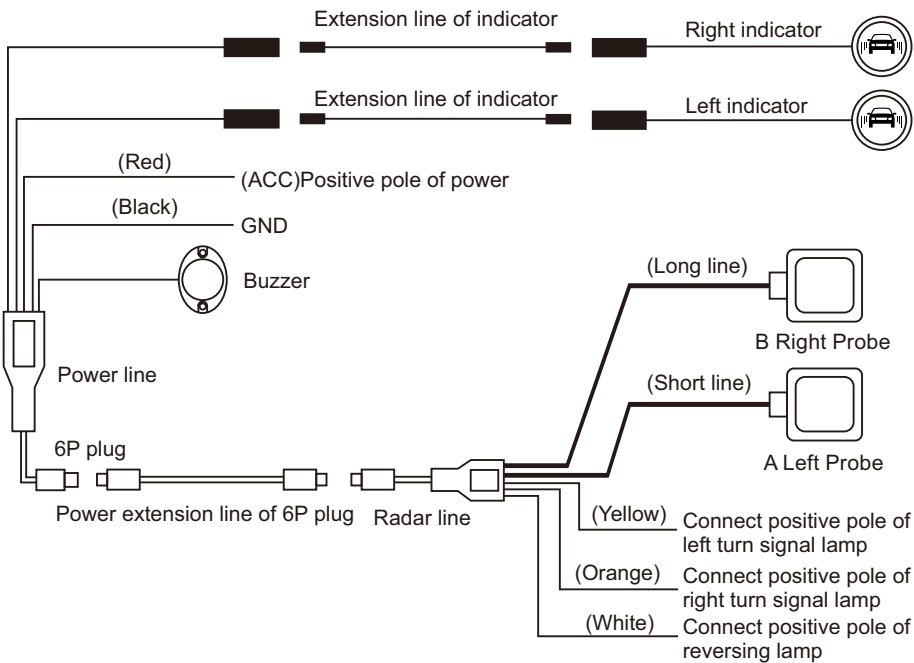 Extension line of indicator
Right indicator
Extension line of indicator
Left indicator
(Red)
(ACC)Positive pole of power
(Black)
GND
Buzzer
(Long line)
B Right Probe
Power line
(Short line)
A Left Probe
6P plug
Power extension line of 6P plug
Radar line
(Yellow)
Connect positive pole of
left turn signal lamp
(Orange)
Connect positive pole of
right turn signal lamp
(White)
Connect positive pole of
reversing lamp